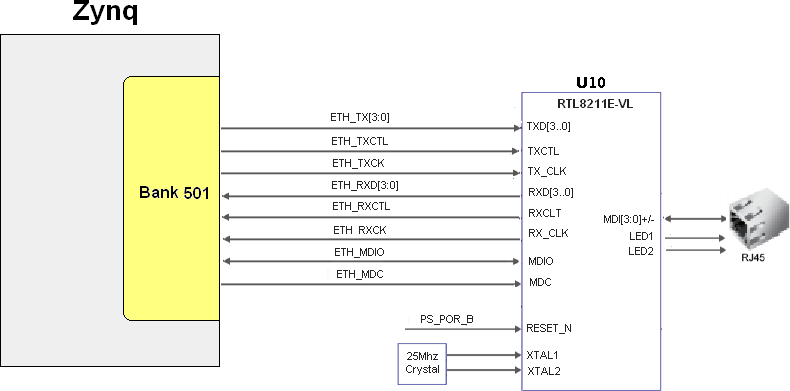 Zynq
U10
RTL8211E-VL
Bank 501
ETH_TX[3:0]
TXD[3..0]
ETH_TXCTL
TXCTL
ETH_TXCK
TX_CLK
ETH_RXD[3:0]
RXD[3..0]
ETH_RXCTL
RXCLT
ETH_RXCK
RX_CLK
ETH_MDIO
MDIO
ETH_MDC
MDC
MDI[3:0]+/-
LED1
LED2
RJ45
PS_POR_B
RESET_N
25Mhz
Crystal
XTAL1
XTAL2